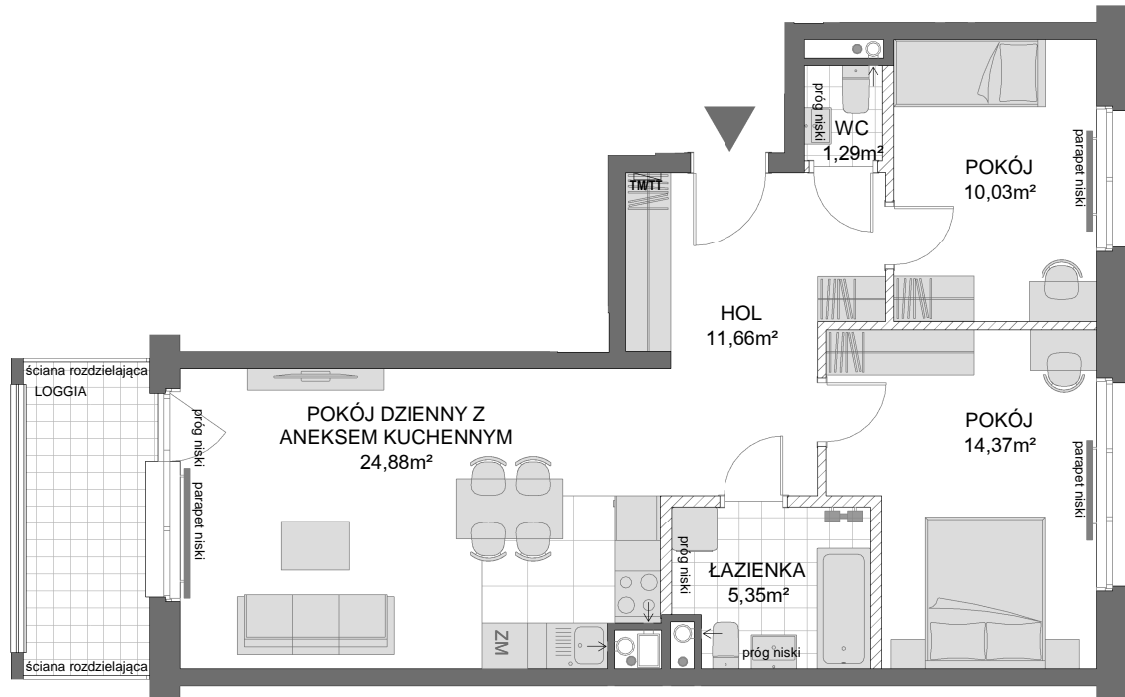 próg niski
WC
1,29m²
POKÓJ
10,03m²
parapet niski
TM/TT
HOL
11,66m²
ściana rozdzielająca
LOGGIA
próg niski
parapet niski
POKÓJ DZIENNY Z
ANEKSEM KUCHENNYM
24,88m²
POKÓJ
14,37m²
parapet niski
próg niski
ŁAZIENKA
5,35m²
ZM
próg niski
ściana rozdzielająca